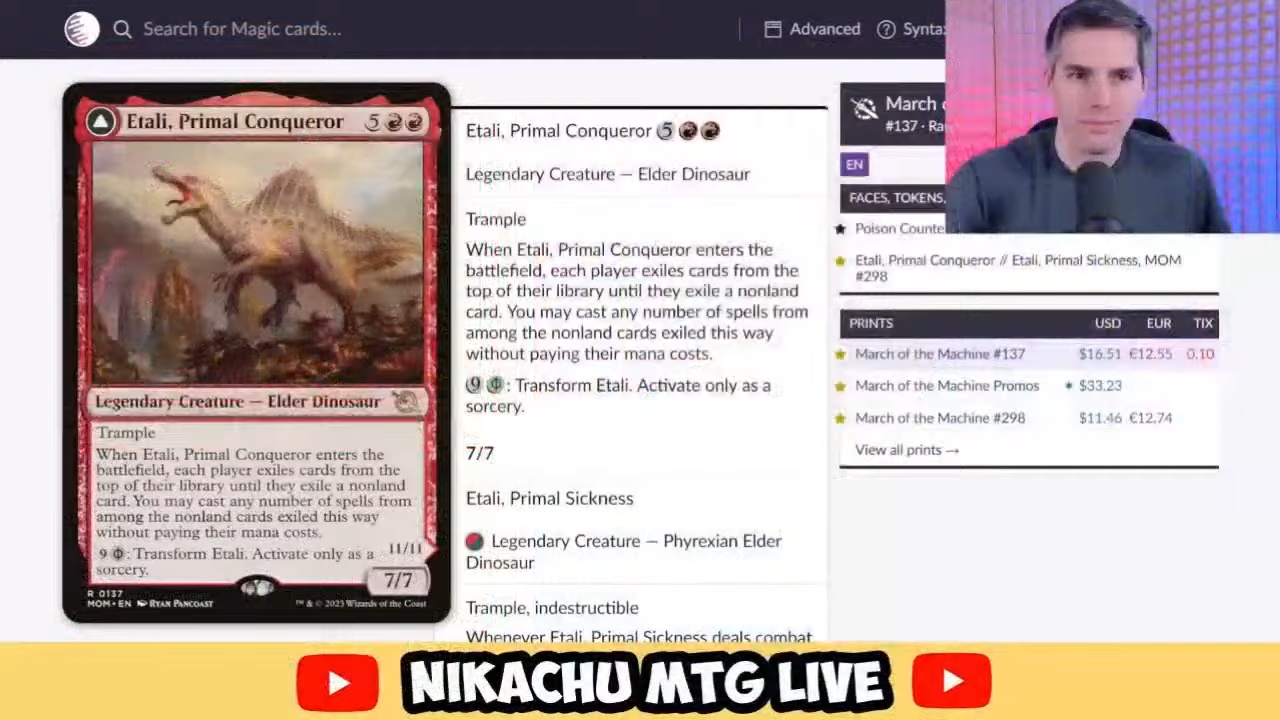 Search for Magic cards...
Advanced
Synta
Etali, Primal Conqueror 5
Trample
When Etali, Primal Conqueror enters the
battlefield, each player exiles cards from the
top of their library until they exile a nonland
card. You may cast any number of spells from
among the nonland cards exiled this way
without paying their mana costs.
9 : Transform Etali. Activate only as a
sorcery.
Legendary Creature — Elder Dinosaur
11/11
7/7
R 0137
MOM • EN RYAN PANCOAST
™ & © 2023 Wizards of the Coast
Etali, Primal Conqueror 5
Legendary Creature — Elder Dinosaur
Trample
When Etali, Primal Conqueror enters the
battlefield, each player exiles cards from the
top of their library until they exile a nonland
card. You may cast any number of spells from
among the nonland cards exiled this way
without paying their mana costs.
9 : Transform Etali. Activate only as a
sorcery.
7/7
Etali, Primal Sickness
Legendary Creature — Phyrexian Elder
Dinosaur
Trample, indestructible
Whenever Etali, Primal Sickness deals combat
March o
#137 · Ra
EN
FACES, TOKENS,
Poison Counte
Etali, Primal Conqueror // Etali, Primal Sickness, MOM
#298
PRINTS USD EUR TIX
March of the Machine #137 $16.51 €12.55 0.10
March of the Machine Promos $33.23
March of the Machine #298 $11.46 €12.74
View all prints →
NIKACHU MTG LIVE